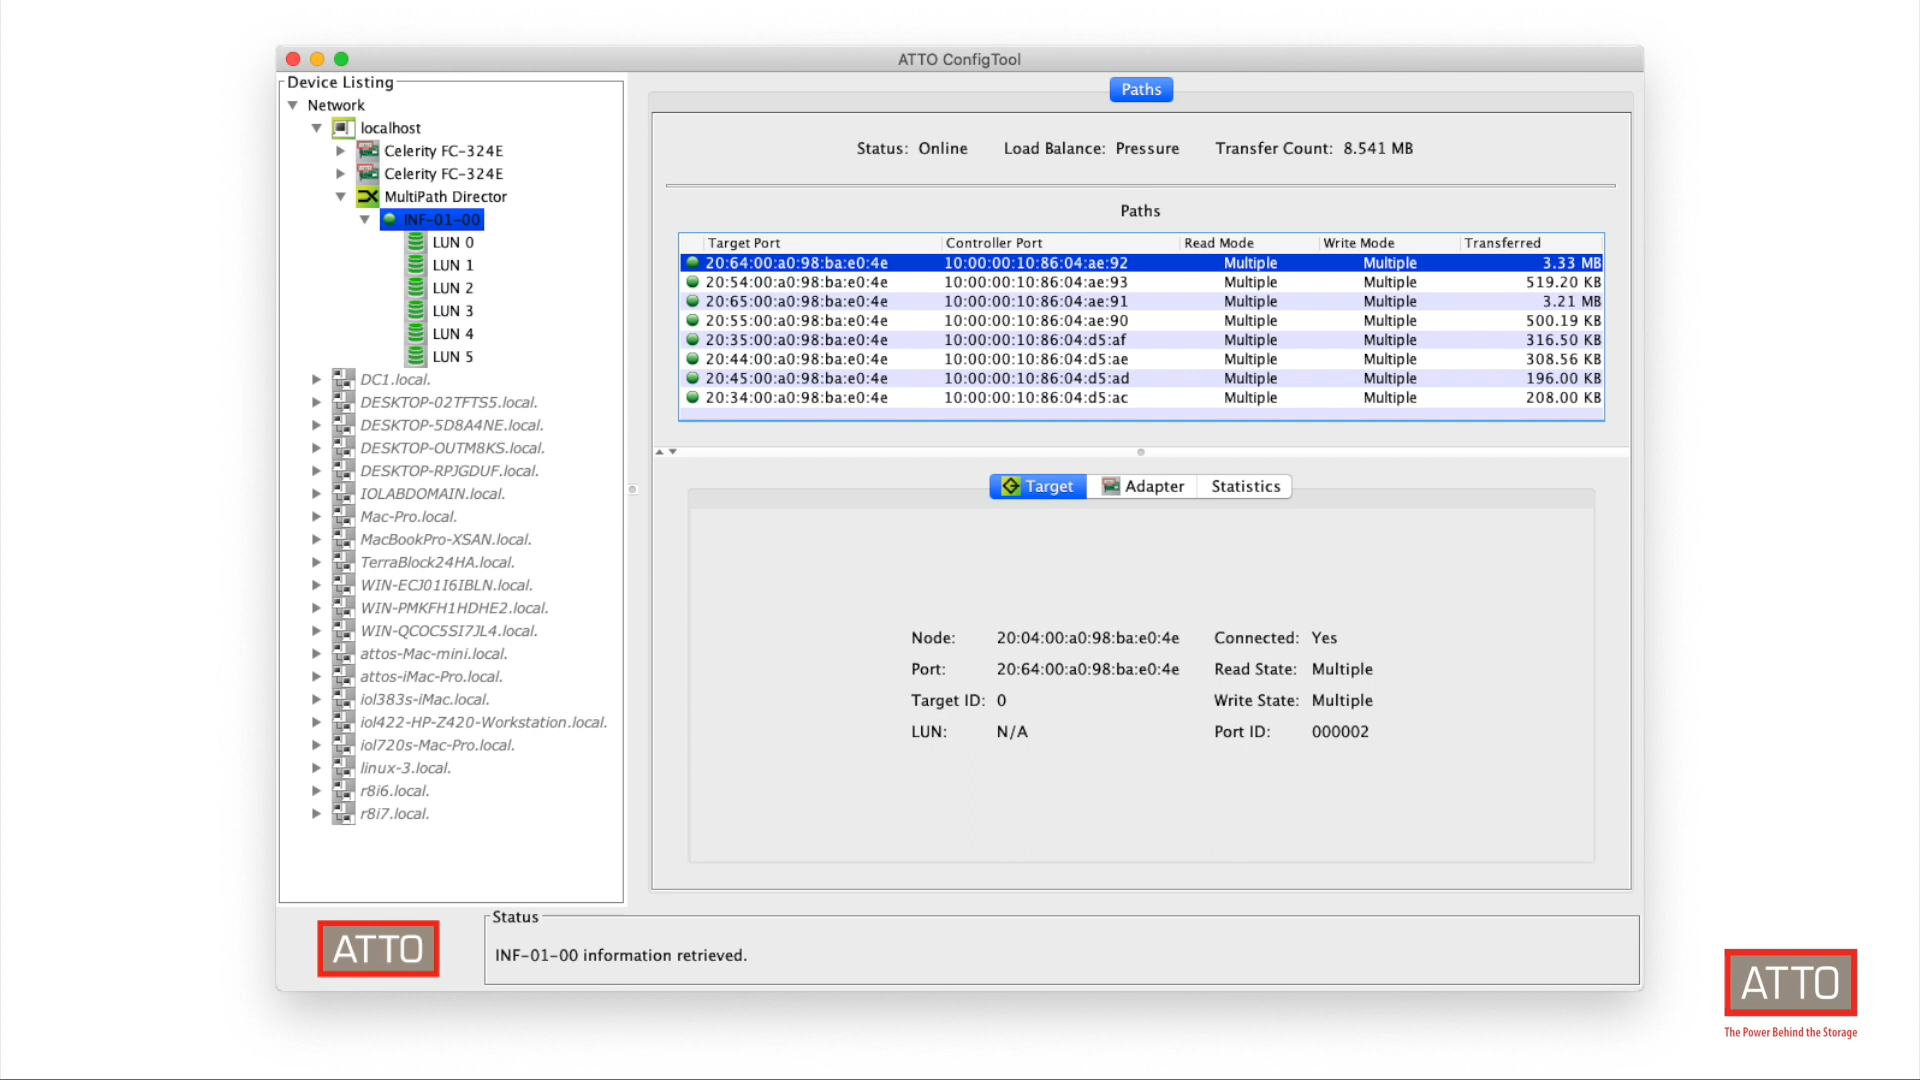 ATTO ConfigTool
Device Listing
Network
localhost
Celerity FC-324E
Celerity FC-324E
MultiPath Director
INF-01-00
LUN 0
LUN 1
LUN 2
LUN 3
LUN 4
LUN 5
DC1.local.
DESKTOP-02TFTS5.local.
DESKTOP-5D8A4NE.local.
DESKTOP-OUTM8KS.local.
DESKTOP-RPJGDUF.local.
IOLABDOMAIN.local.
Mac-Pro.local.
MacBookPro-XSAN.local.
TerraBlock24HA.local.
WIN-ECJ01I6IBLN.local.
WIN-PMKFH1HDHE2.local.
WIN-QCOC5SI7JL4.local.
attos-Mac-mini.local.
attos-iMac-Pro.local.
iol383s-iMac.local.
iol422-HP-Z420-Workstation.local.
iol720s-Mac-Pro.local.
linux-3.local.
r8i6.local.
r8i7.local.
Paths
Status: Online Load Balance: Pressure Transfer Count: 8.541 MB
Paths
Target Port Controller Port Read Mode Write Mode Transferred
20:64:00:a0:98:ba:e0:4e 10:00:00:10:86:04:ae:92 Multiple Multiple 3.33 MB
20:54:00:a0:98:ba:e0:4e 10:00:00:10:86:04:ae:93 Multiple Multiple 519.20 KB
20:65:00:a0:98:ba:e0:4e 10:00:00:10:86:04:ae:91 Multiple Multiple 3.21 MB
20:55:00:a0:98:ba:e0:4e 10:00:00:10:86:04:ae:90 Multiple Multiple 500.19 KB
20:35:00:a0:98:ba:e0:4e 10:00:00:10:86:04:d5:af Multiple Multiple 316.50 KB
20:44:00:a0:98:ba:e0:4e 10:00:00:10:86:04:d5:ae Multiple Multiple 308.56 KB
20:45:00:a0:98:ba:e0:4e 10:00:00:10:86:04:d5:ad Multiple Multiple 196.00 KB
20:34:00:a0:98:ba:e0:4e 10:00:00:10:86:04:d5:ac Multiple Multiple 208.00 KB
Target Adapter Statistics
Node: 20:04:00:a0:98:ba:e0:4e Connected: Yes
Port: 20:64:00:a0:98:ba:e0:4e Read State: Multiple
Target ID: 0 Write State: Multiple
LUN: N/A Port ID: 000002
ATTO
Status
INF-01-00 information retrieved.
ATTO
The Power Behind the Storage